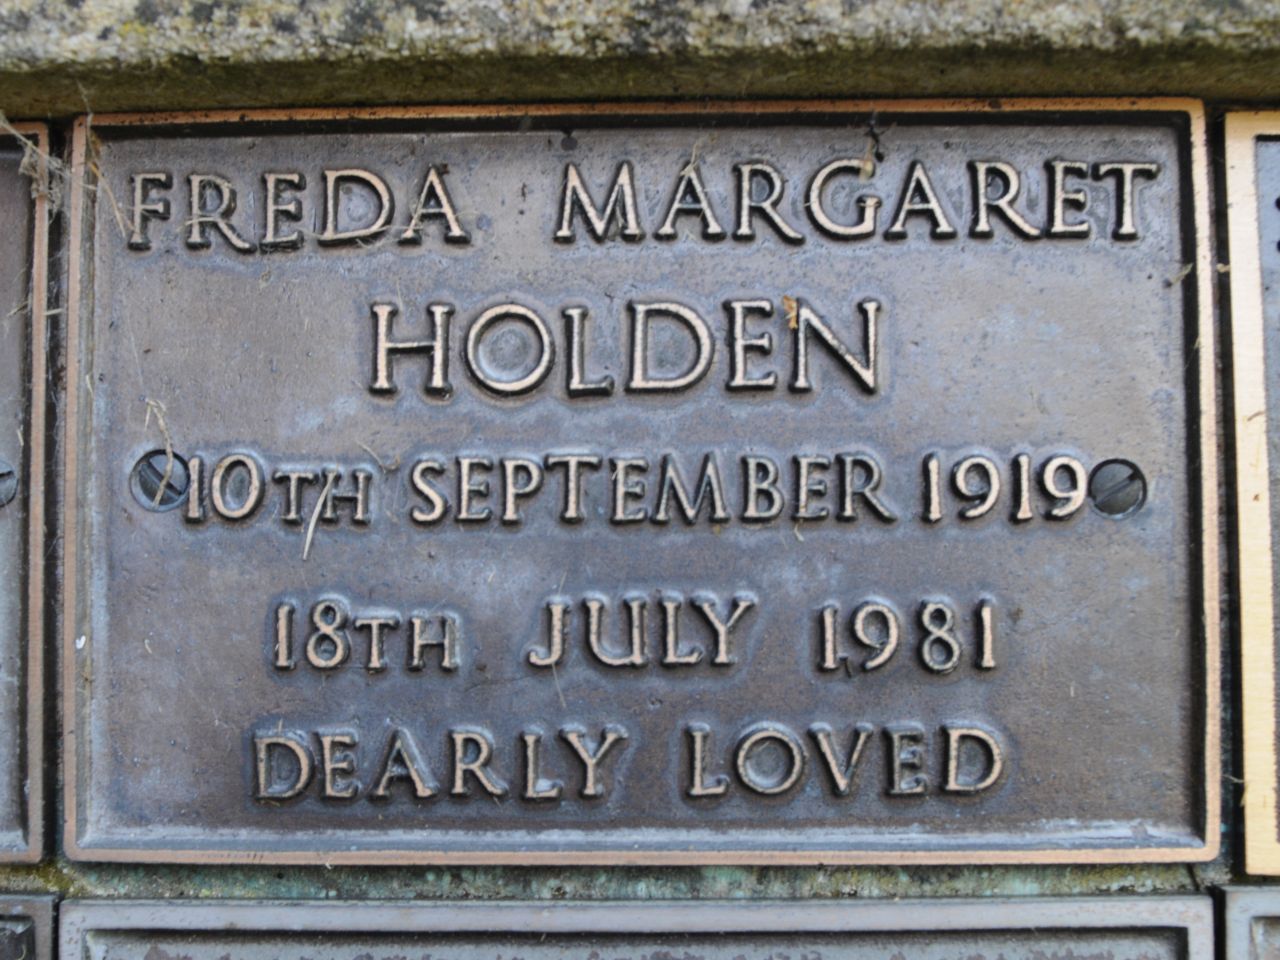 FREDA MARGARET
HOLDEN
10TH SEPTEMBER 1919
18TH JULY 1981
DEARLY LOVED